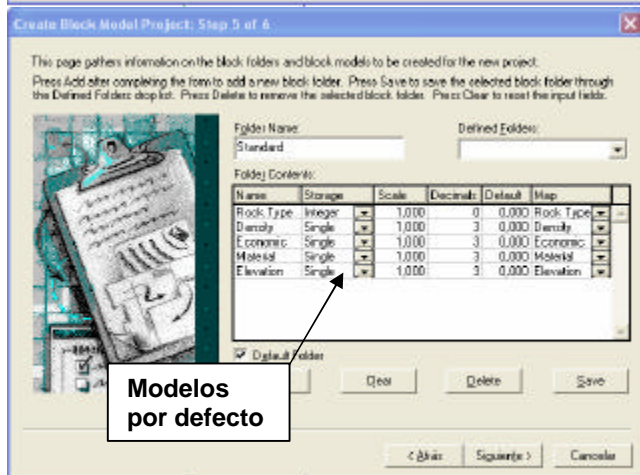 Create Block Model Project: Step 5 of 6
This page gathers information on the block folders and block models to be created for the new project.
Press Add after completing the form to add a new block folder. Press Save to save the selected block folder through
the Defined Folders drop list. Press Delete to remove the selected block folder. Press Clear to reset the input fields.
Folder Name: Defined Folders:
Standard
Folder Contents:
Name Storage Scale Decimals Default Map
Rock Type Integer 1,000 0 0,000 Rock Type
Density Single 1,000 3 0,000 Density
Economic Single 1,000 3 0,000 Economic
Material Single 1,000 3 0,000 Material
Elevation Single 1,000 3 0,000 Elevation
Default Folder
Clear Delete Save
Modelos
por defecto
< Atrás Siguiente > Cancelar